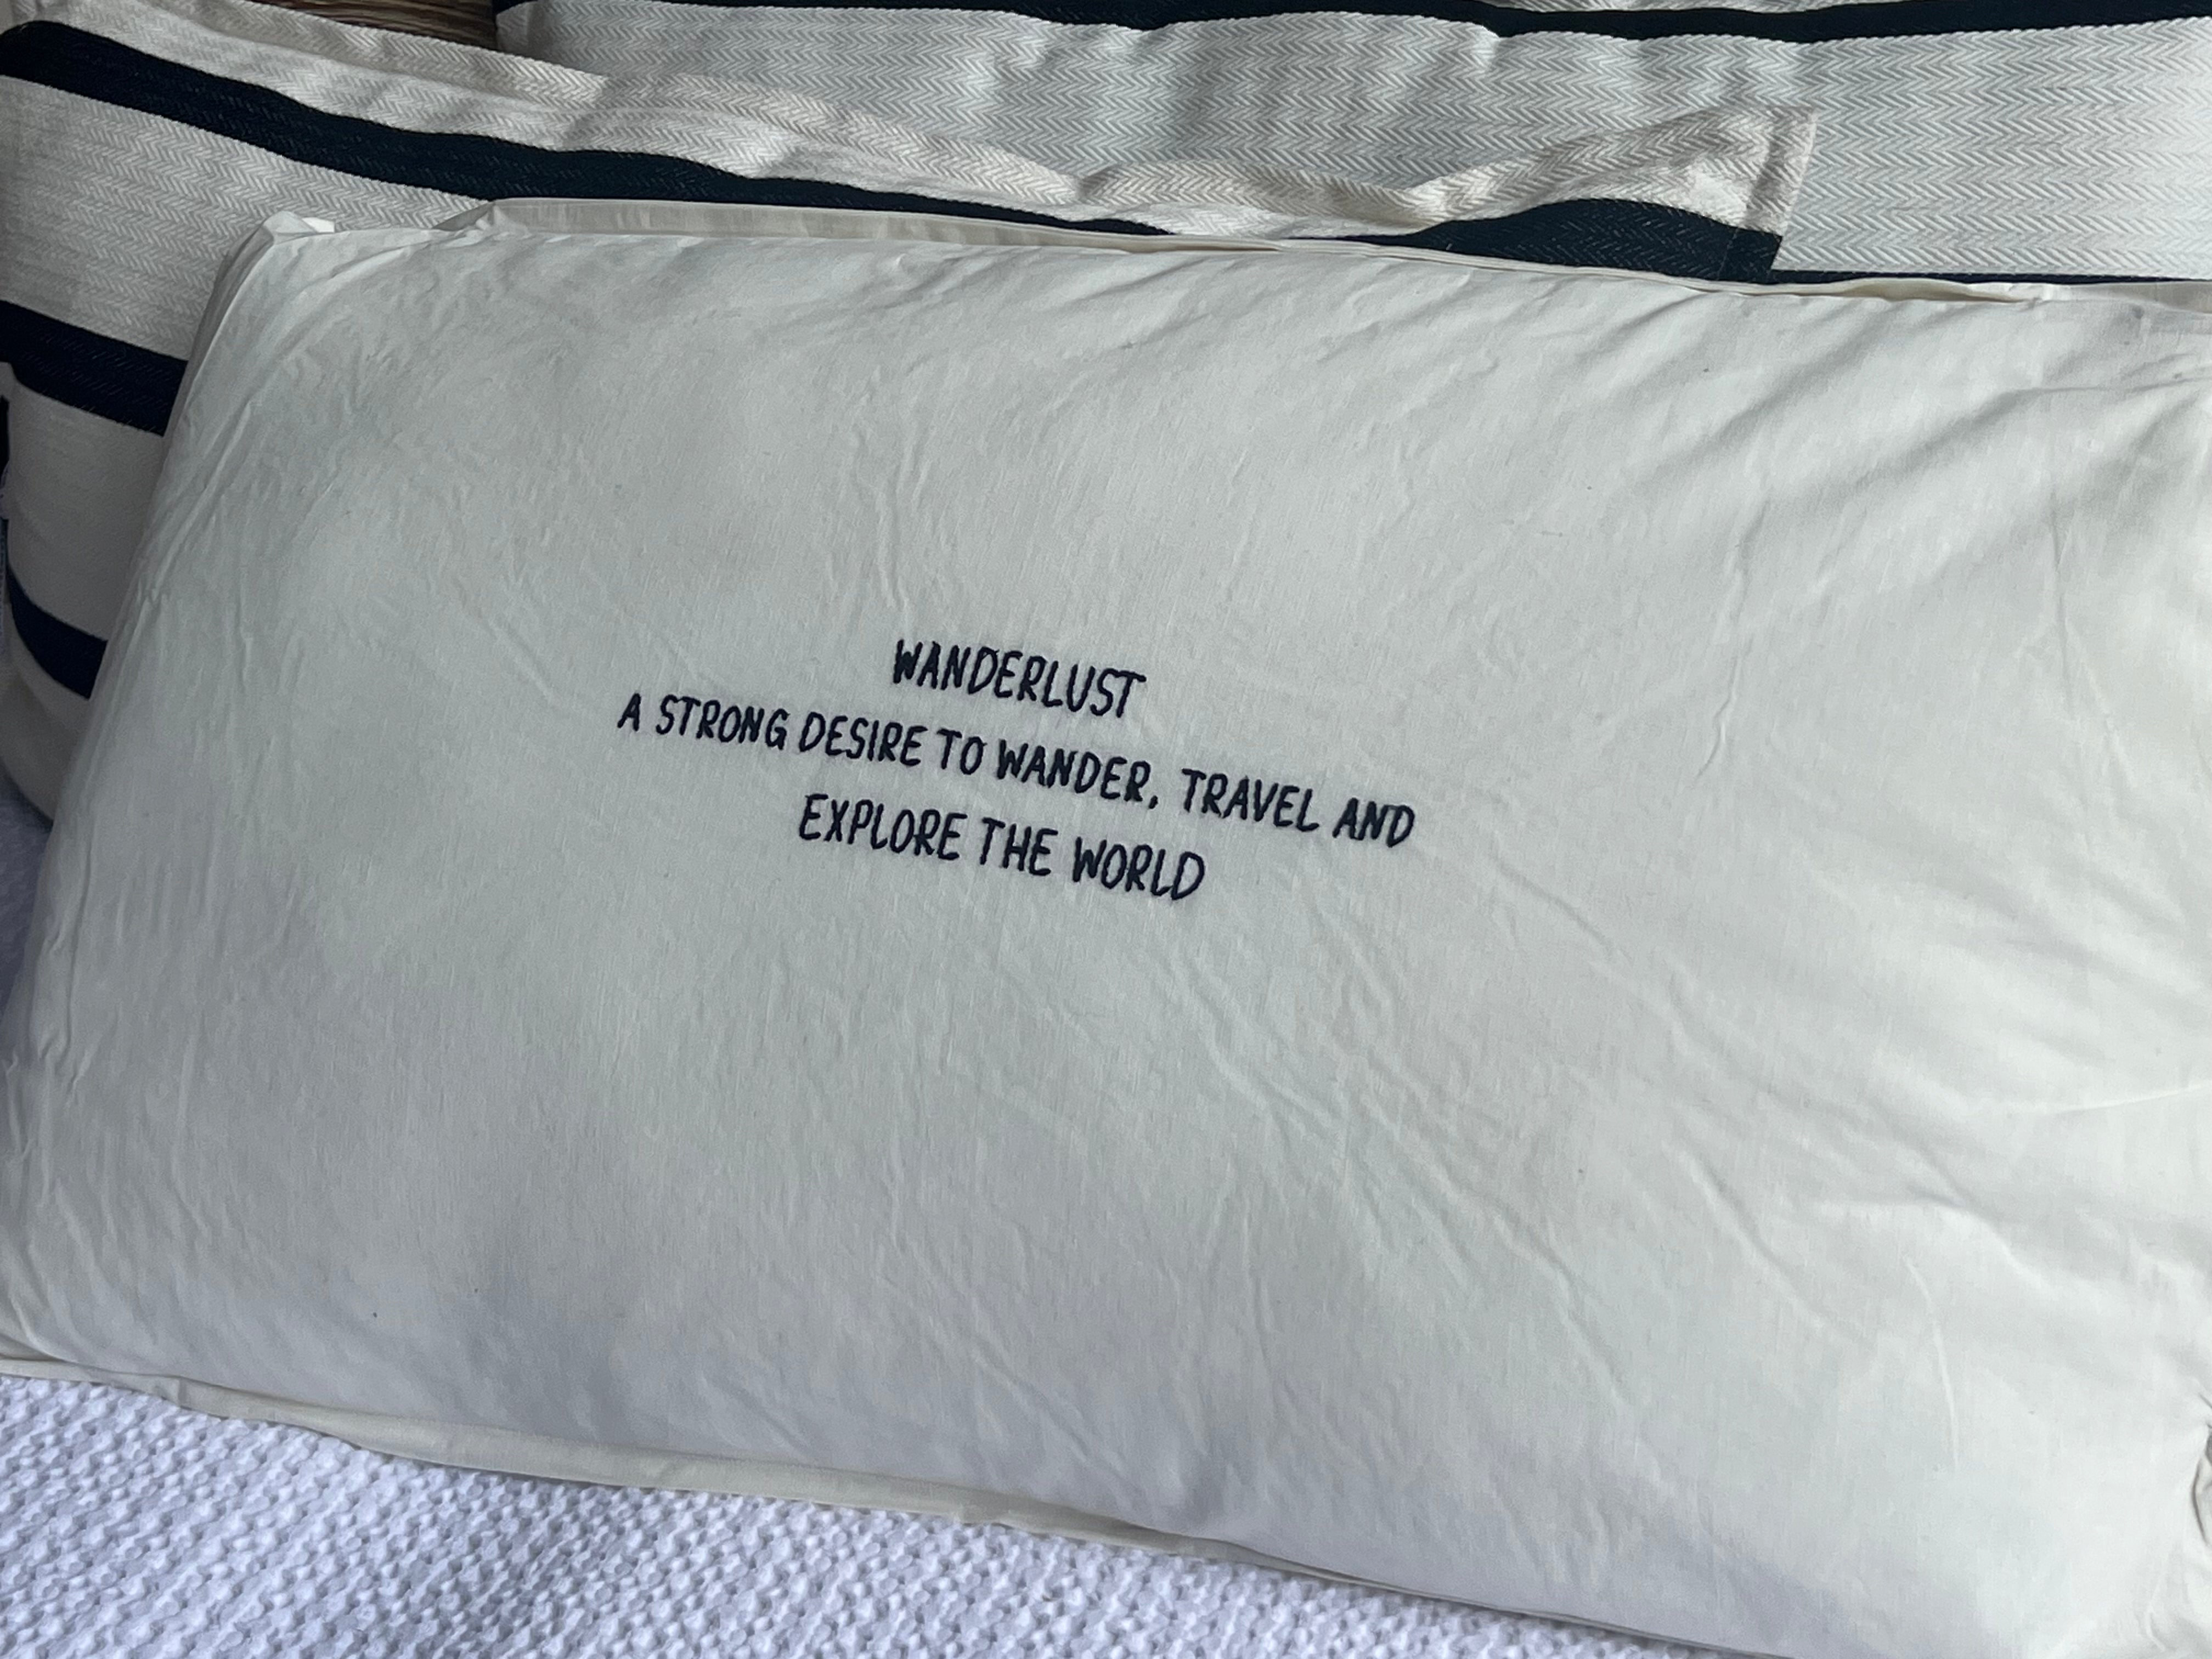 WANDERLUST
A STRONG DESIRE TO WANDER, TRAVEL AND
EXPLORE THE WORLD